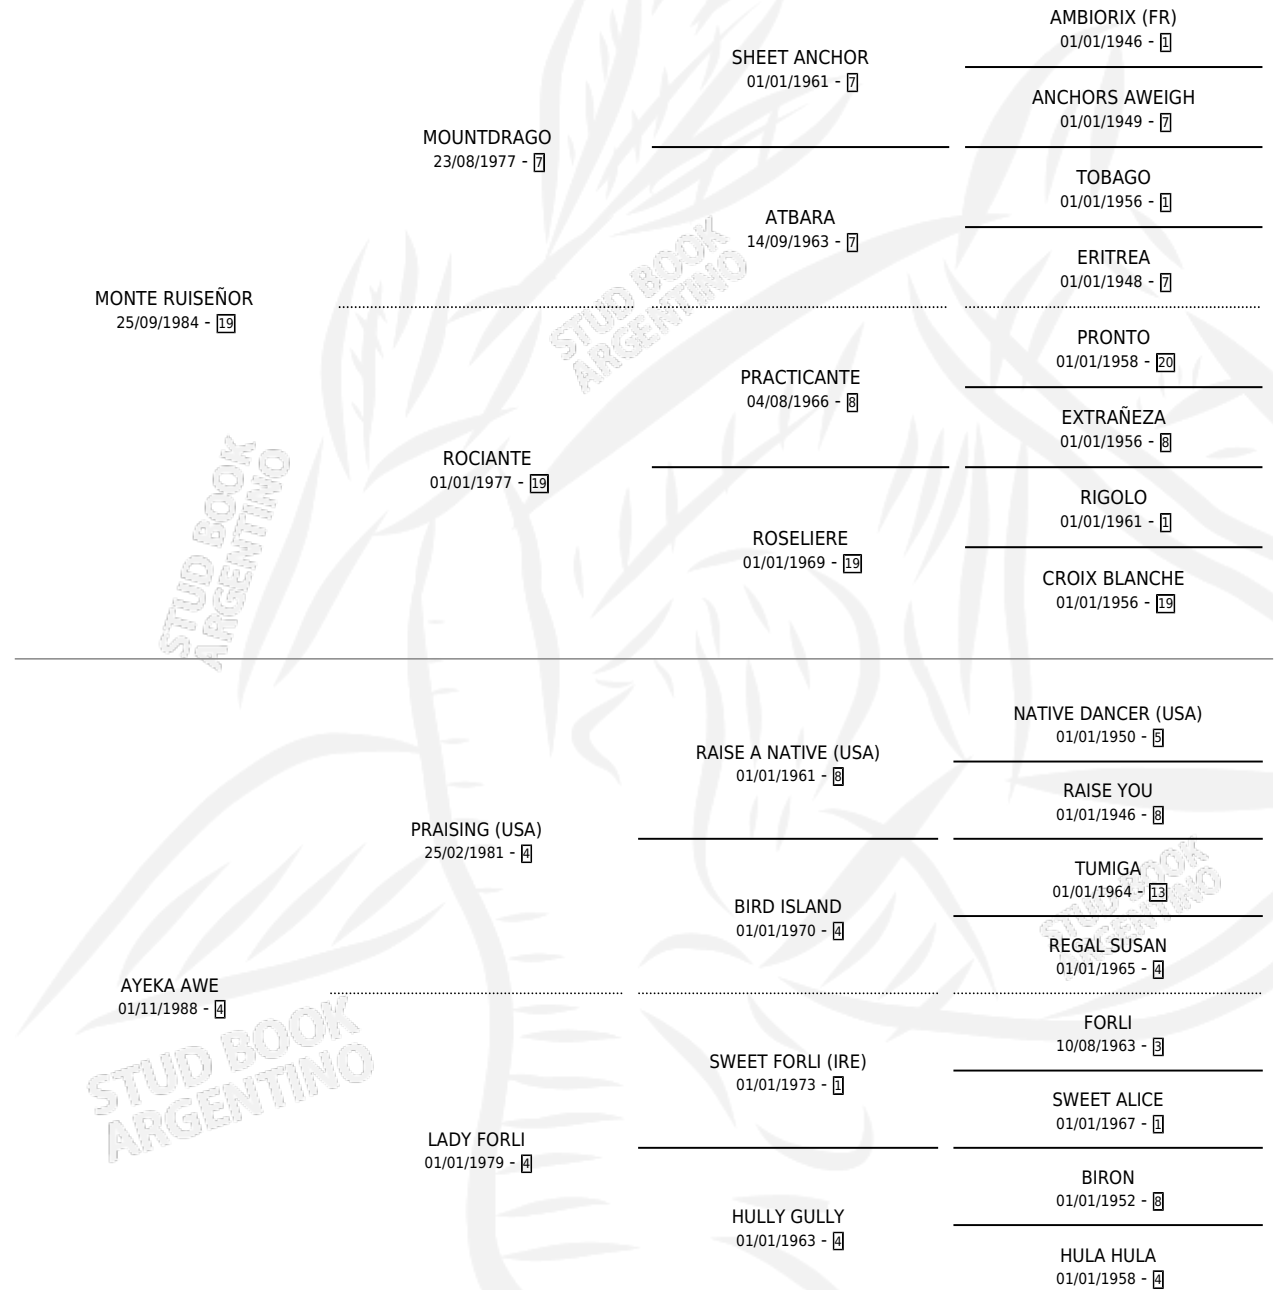 AMBIORIX (FR)
01/01/1946 - 1
SHEET ANCHOR
01/01/1961 - 7
ANCHORS AWEIGH
01/01/1949 - 7
MOUNTDRAGO
23/08/1977 - 7
TOBAGO
01/01/1956 - 1
ATBARA
14/09/1963 - 7
ERITREA
01/01/1948 - 7
MONTE RUISEÑOR
25/09/1984 - 19
PRONTO
01/01/1958 - 20
PRACTICANTE
04/08/1966 - 8
EXTRAÑEZA
01/01/1956 - 8
ROCIANTE
01/01/1977 - 19
RIGOLO
01/01/1961 - 1
ROSELIERE
01/01/1969 - 19
CROIX BLANCHE
01/01/1956 - 19
STUD BOOK
ARGENTINO
STUD BOOK
ARGENTINO
NATIVE DANCER (USA)
01/01/1950 - 5
RAISE A NATIVE (USA)
01/01/1961 - 8
RAISE YOU
01/01/1946 - 8
PRAISING (USA)
25/02/1981 - 4
TUMIGA
01/01/1964 - 13
BIRD ISLAND
01/01/1970 - 4
REGAL SUSAN
01/01/1965 - 4
STUD BOOK
ARGENTINO
AYEKA AWE
01/11/1988 - 4
FORLI
10/08/1963 - 3
SWEET FORLI (IRE)
01/01/1973 - 1
SWEET ALICE
01/01/1967 - 1
STUD BOOK
ARGENTINO
LADY FORLI
01/01/1979 - 4
BIRON
01/01/1952 - 8
HULLY GULLY
01/01/1963 - 4
HULA HULA
01/01/1958 - 4